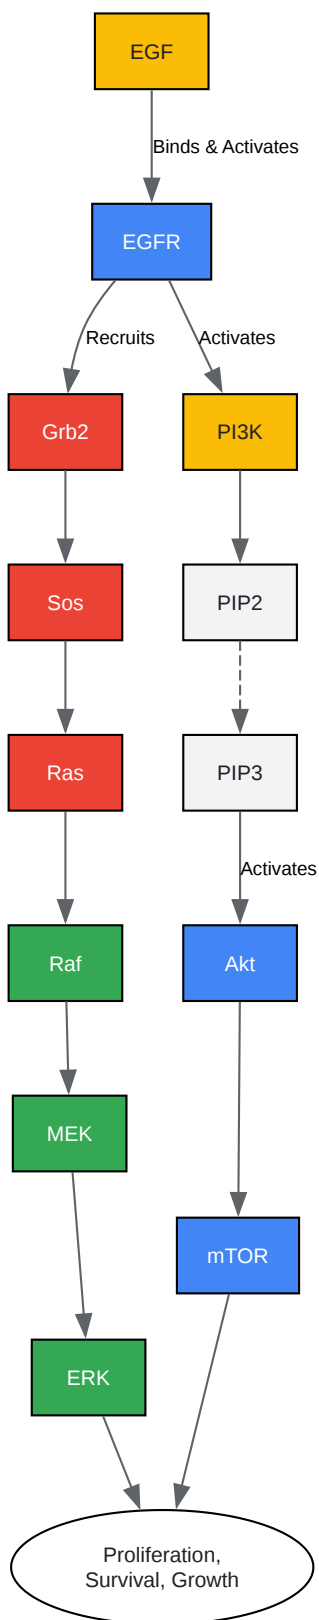 EGF
Binds & Activates
EGFR
Recruits
Activates
Grb2
PI3K
Sos
PIP2
Ras
PIP3
Activates
Raf
Akt
MEK
mTOR
ERK
Proliferation,
Survival, Growth